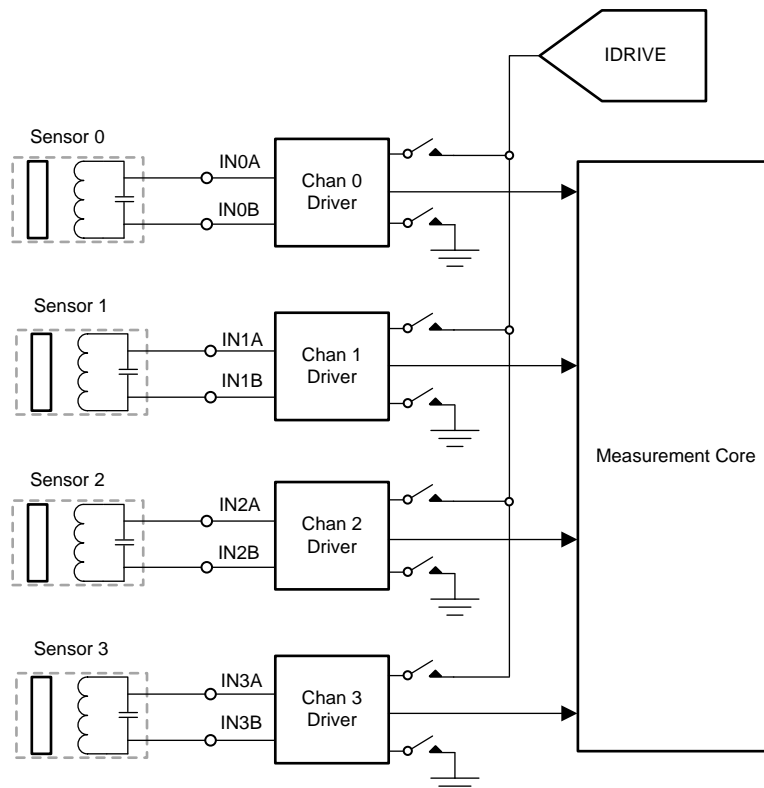 IDRIVE
Sensor 0
IN0A
IN0B
Chan 0
Driver
Sensor 1
IN1A
IN1B
Chan 1
Driver
Measurement Core
Sensor 2
IN2A
IN2B
Chan 2
Driver
Sensor 3
IN3A
IN3B
Chan 3
Driver